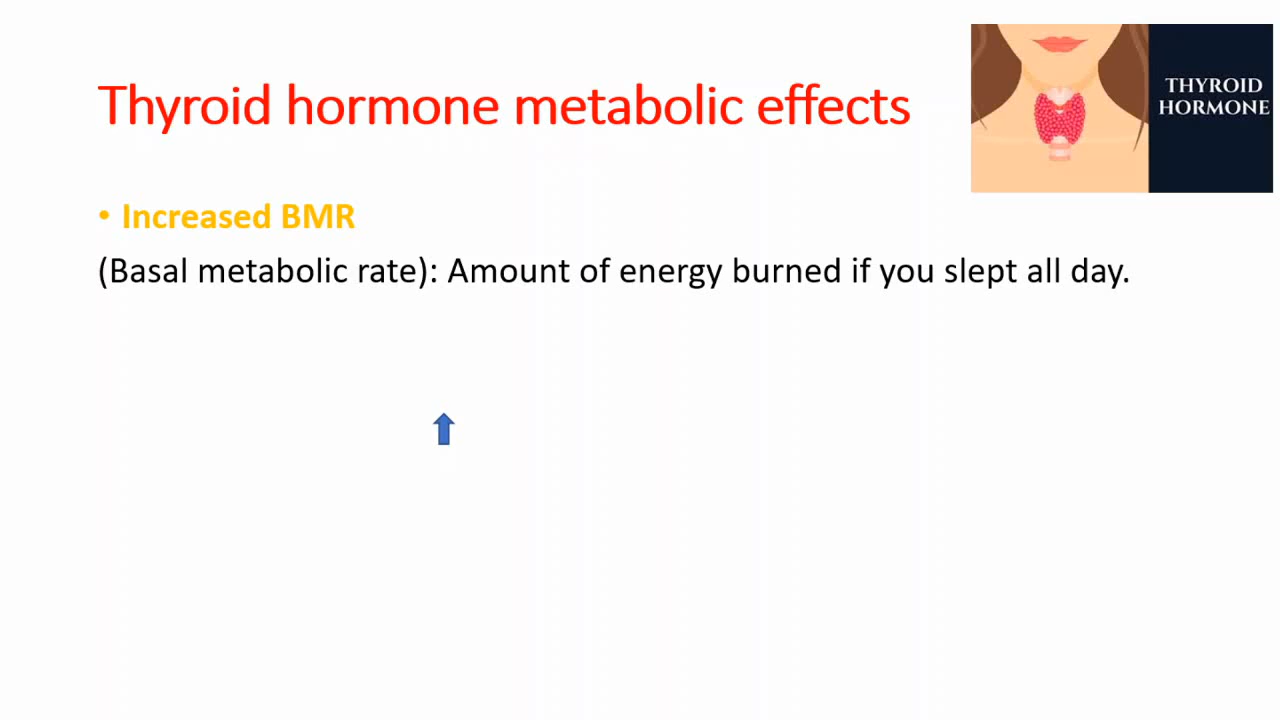 Thyroid hormone metabolic effects
THYROID
HORMONE
• Increased BMR
(Basal metabolic rate): Amount of energy burned if you slept all day.